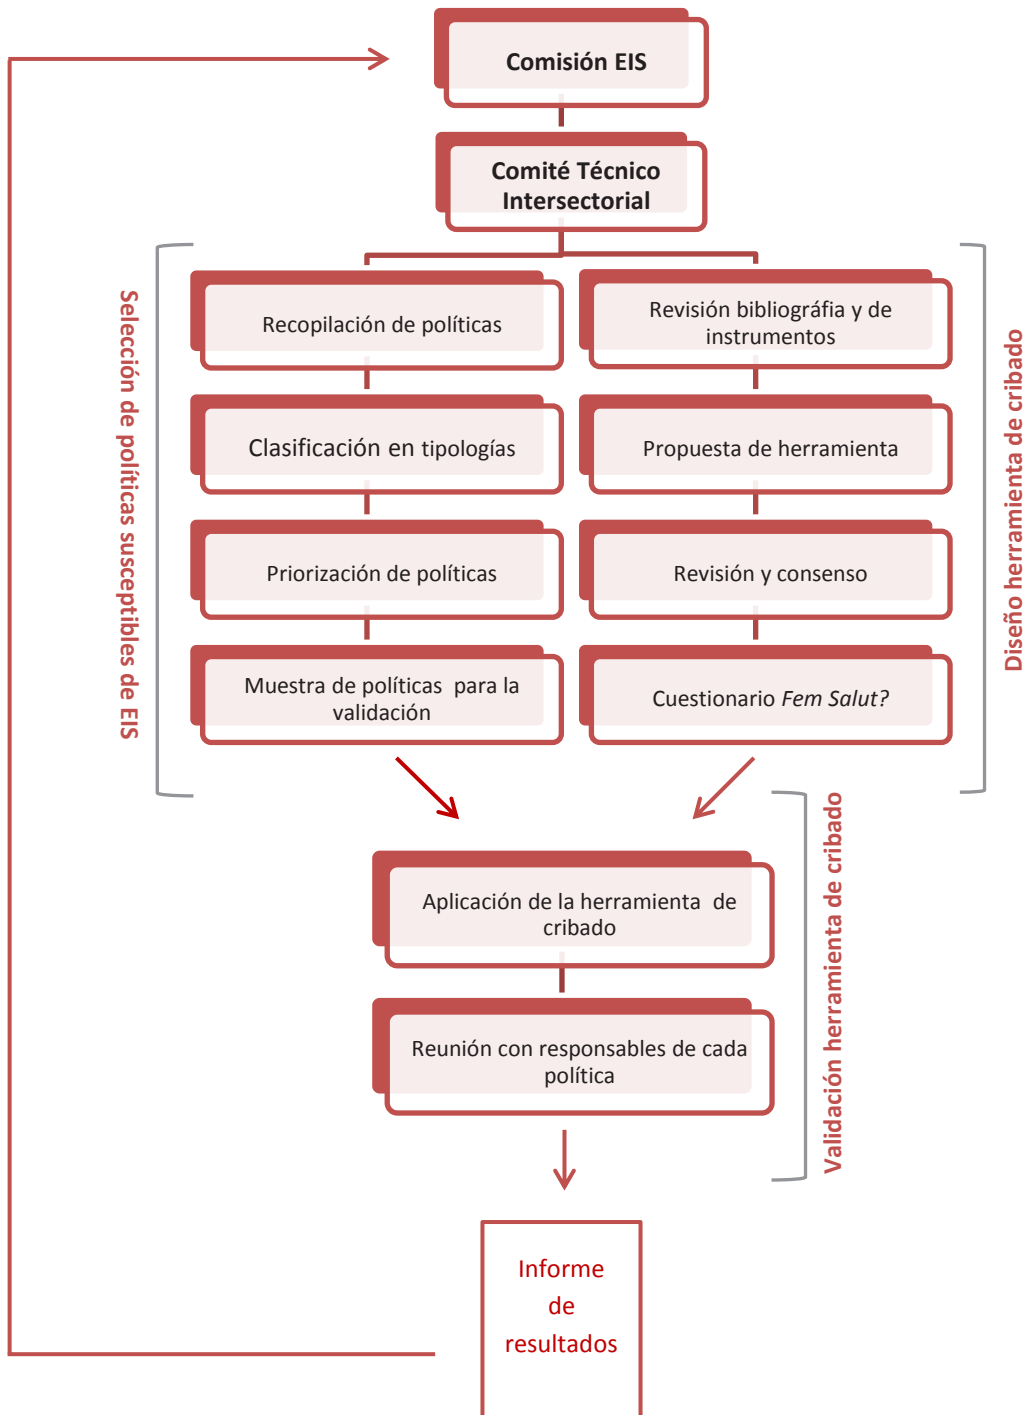 Comisión EIS
Comité Técnico
Intersectorial
Selección de políticas susceptibles de EIS
Recopilación de políticas
Clasificación en tipologías
Priorización de políticas
Muestra de políticas para la
validación
Revisión bibliográfia y de
instrumentos
Propuesta de herramienta
Revisión y consenso
Cuestionario Fem Salut?
Diseño herramienta de cribado
Aplicación de la herramienta de
cribado
Reunión con responsables de cada
política
Validación herramienta de cribado
Informe
de
resultados